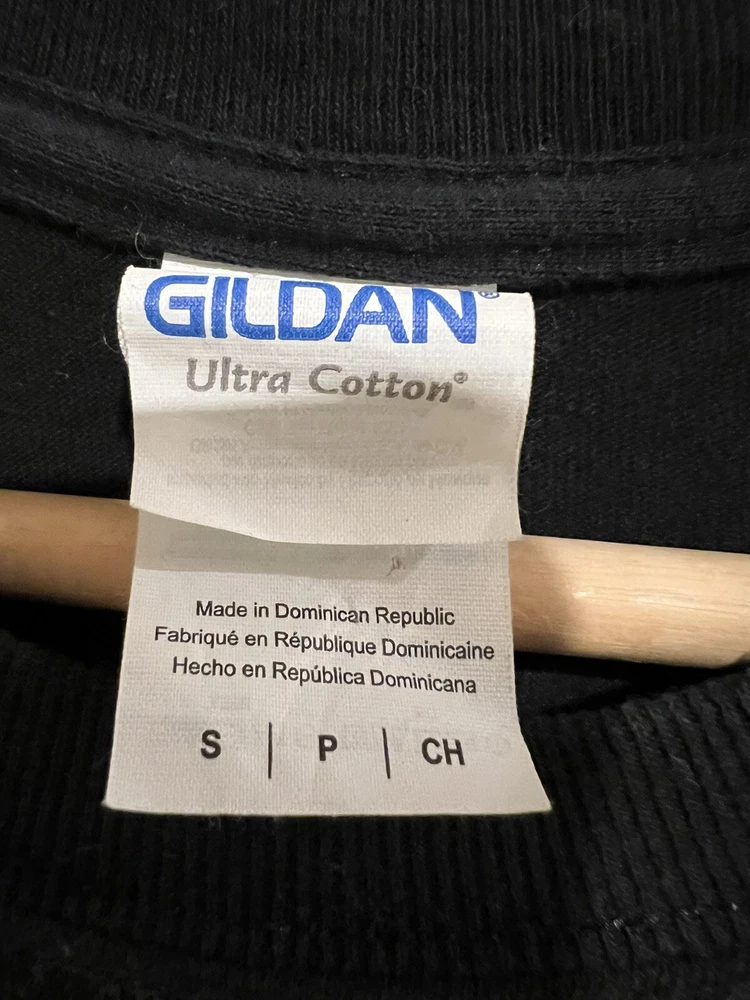 GILDAN®
Ultra Cotton®
Made in Dominican Republic
Fabriqué en République Dominicaine
Hecho en República Dominicana
S | P | CH